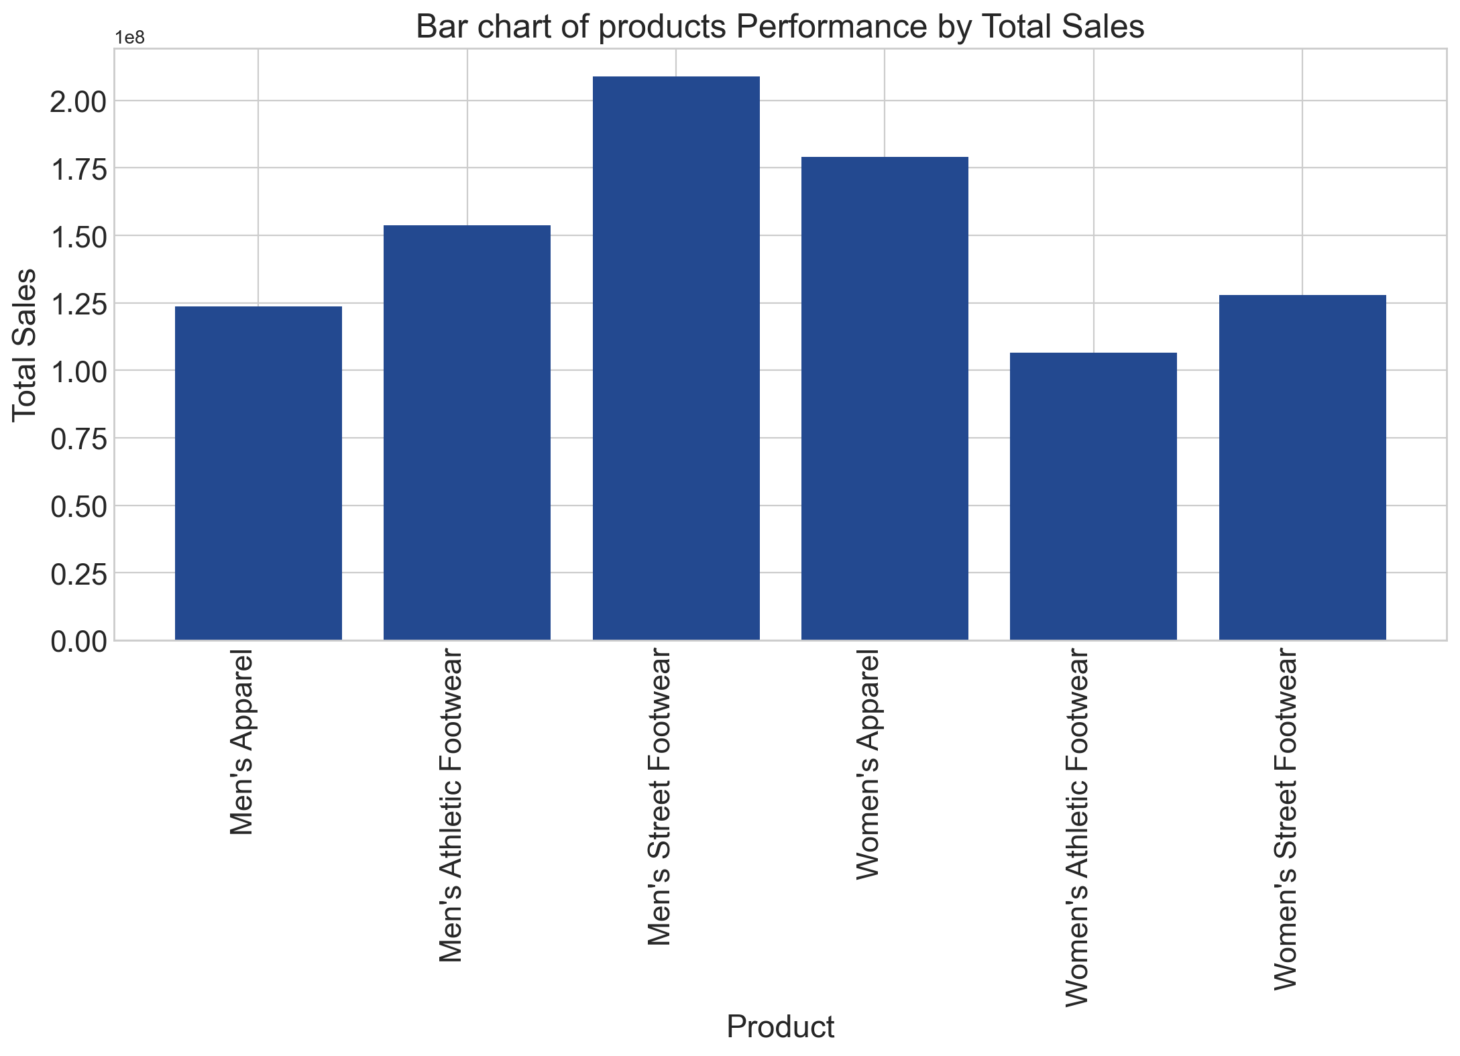 Bar chart of products Performance by Total Sales
1e8
2.00
1.75
1.50
1.25
1.00
0.75
0.50
0.25
0.00
Total Sales
Men's Apparel
Men's Athletic Footwear
Men's Street Footwear
Women's Apparel
Women's Athletic Footwear
Women's Street Footwear
Product